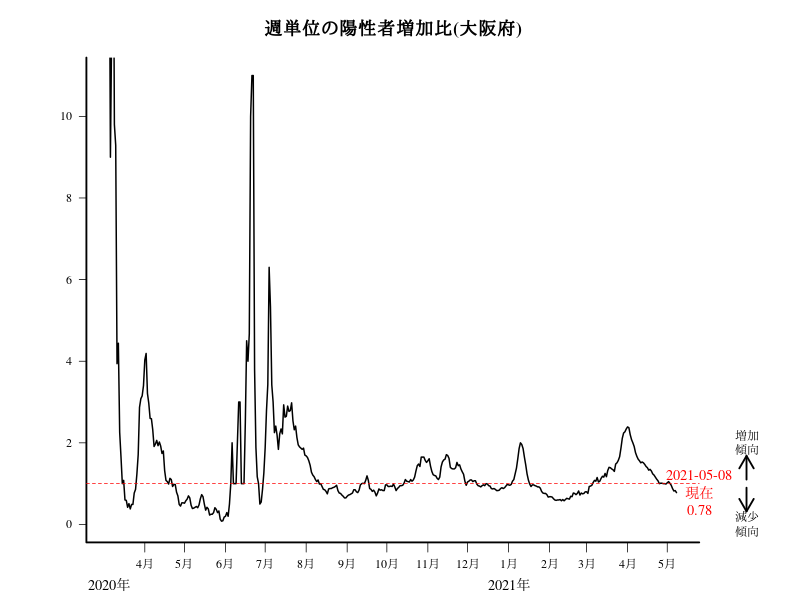 週単位の陽性者増加比(大阪府)
10
8
6
4
2
0
増加
傾向
2021-05-08
現在
0.78
減少
傾向
4月 5月 6月 7月 8月 9月 10月 11月 12月 1月 2月 3月 4月 5月
2020年 2021年